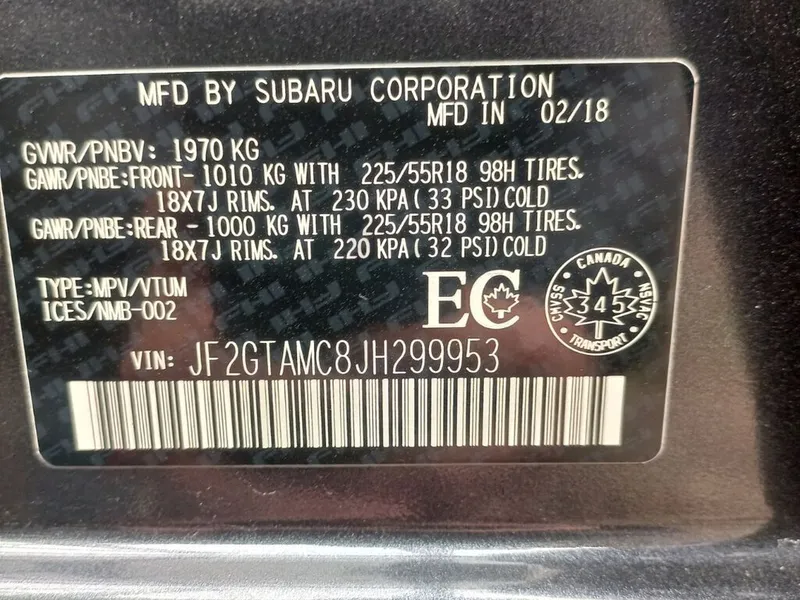 MFD BY SUBARU CORPORATION
MFD IN 02/18
GVWR/PNBV: 1970 KG
GAWR/PNBE:FRONT- 1010 KG WITH 225/55R18 98H TIRES.
18X7J RIMS. AT 230 KPA(33 PSI)COLD
GAWR/PNBE:REAR - 1000 KG WITH 225/55R18 98H TIRES.
18X7J RIMS. AT 220 KPA(32 PSI)COLD
TYPE:MPV/VTUM
ICES/NMB-002
EC
CANADA
CMVSS 345 NSVAC
TRANSPORT
VIN: JF2GTAMC8JH299953